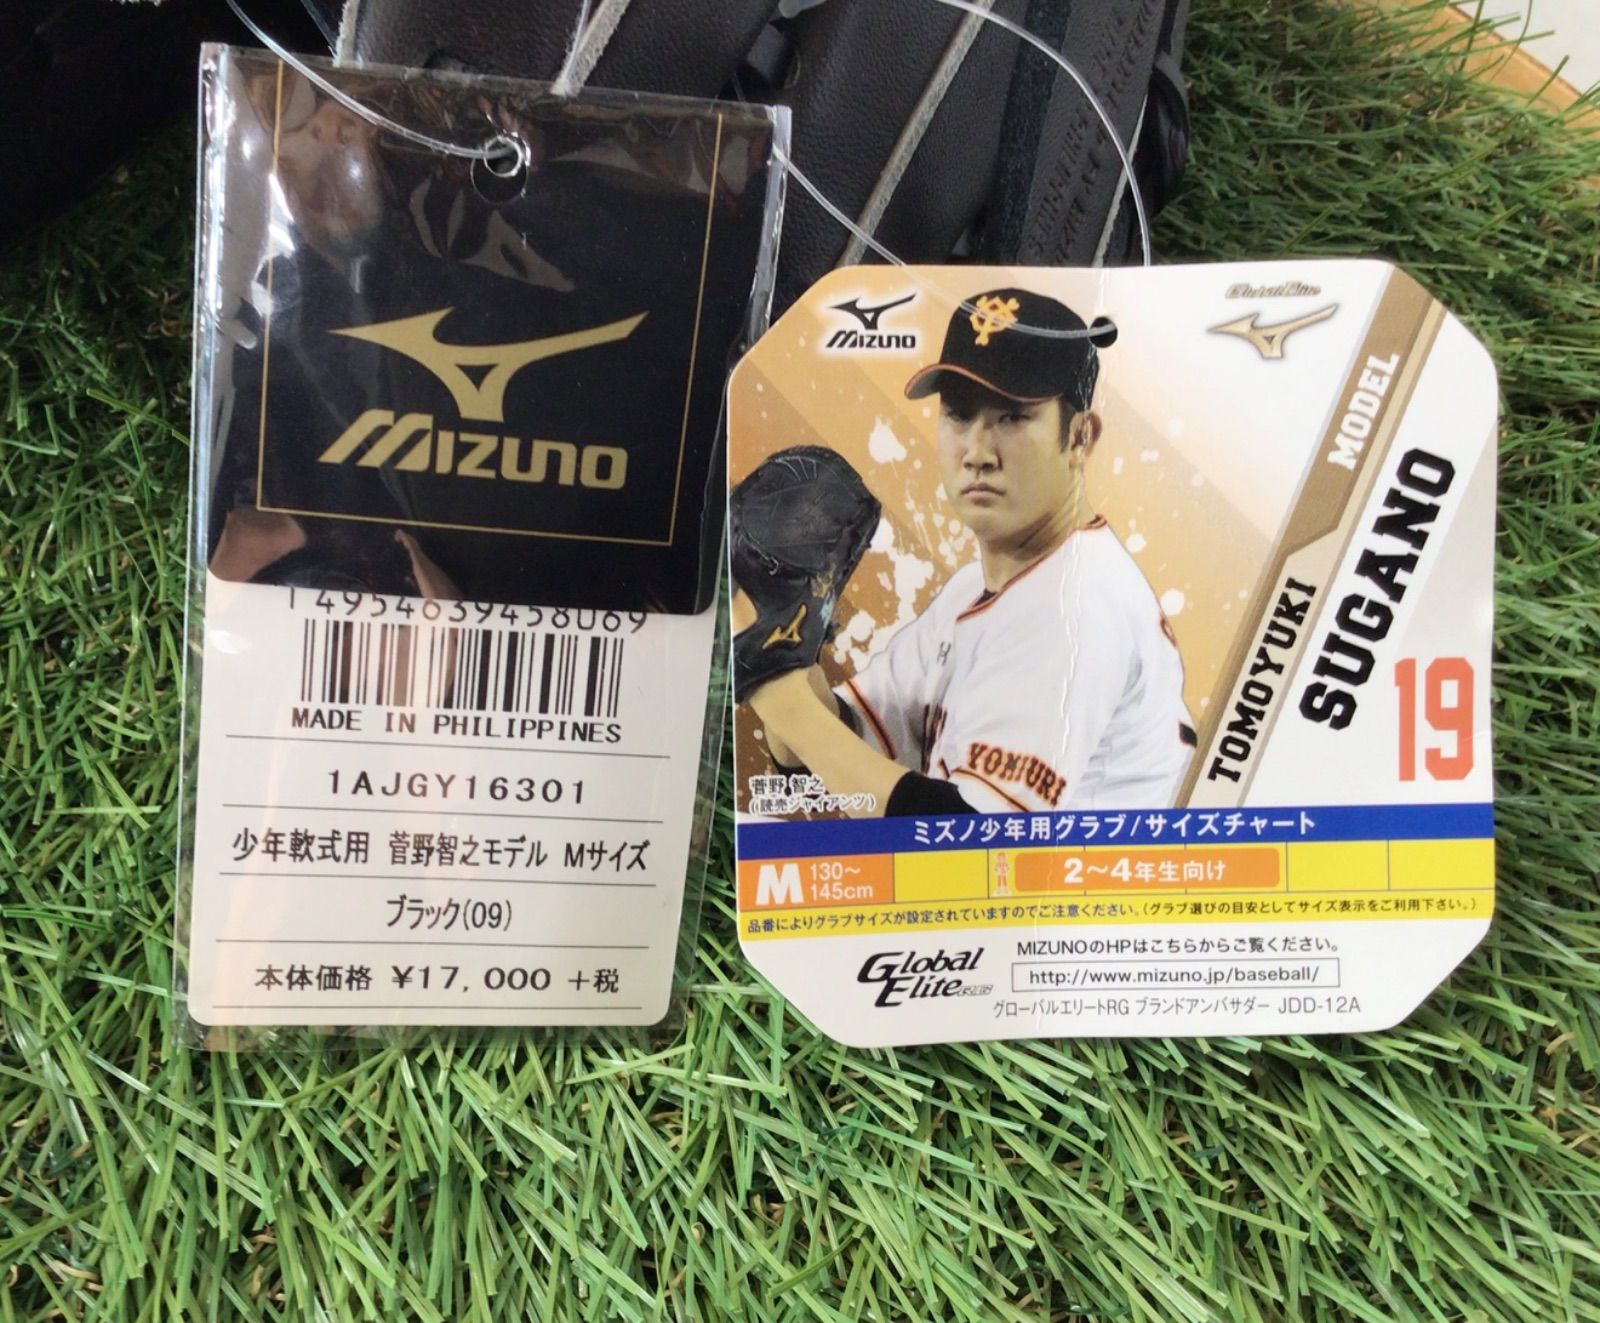 MIZUNO
4954639458069
MADE IN PHILIPPINES
1AJGY16301
少年軟式用 菅野智之モデル Mサイズ
ブラック(09)
本体価格 ¥17,000 +税
MIZUNO
Global Elite
MODEL
TOMOYUKI
SUGANO
19
YOMIURI
菅野 智之
(読売ジャイアンツ)
ミズノ少年用グラブ/サイズチャート
M 130〜145cm
2〜4年生向け
品番によりグラブサイズが設定されていますのでご注意ください。(グラブ選びの目安としてサイズ表示をご利用下さい。)
Global Elite RG
MIZUNOのHPはこちらからご覧ください。
http://www.mizuno.jp/baseball/
グローバルエリートRG ブランドアンバサダー JDD-12A